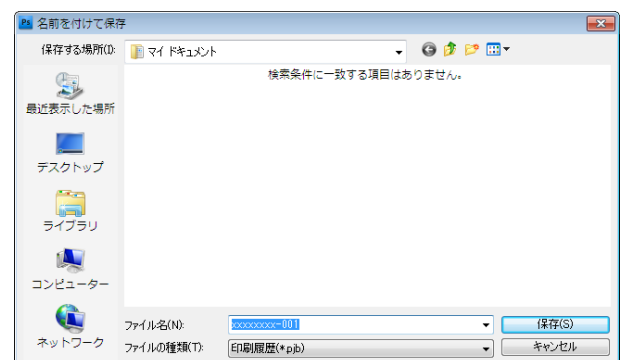 Ps 名前を付けて保存
保存する場所(I): マイ ドキュメント
検索条件に一致する項目はありません。
最近表示した場所
デスクトップ
ライブラリ
コンピューター
ネットワーク
ファイル名(N): xxxxxxxx-001 保存(S)
ファイルの種類(T): 印刷履歴(*pjb) キャンセル